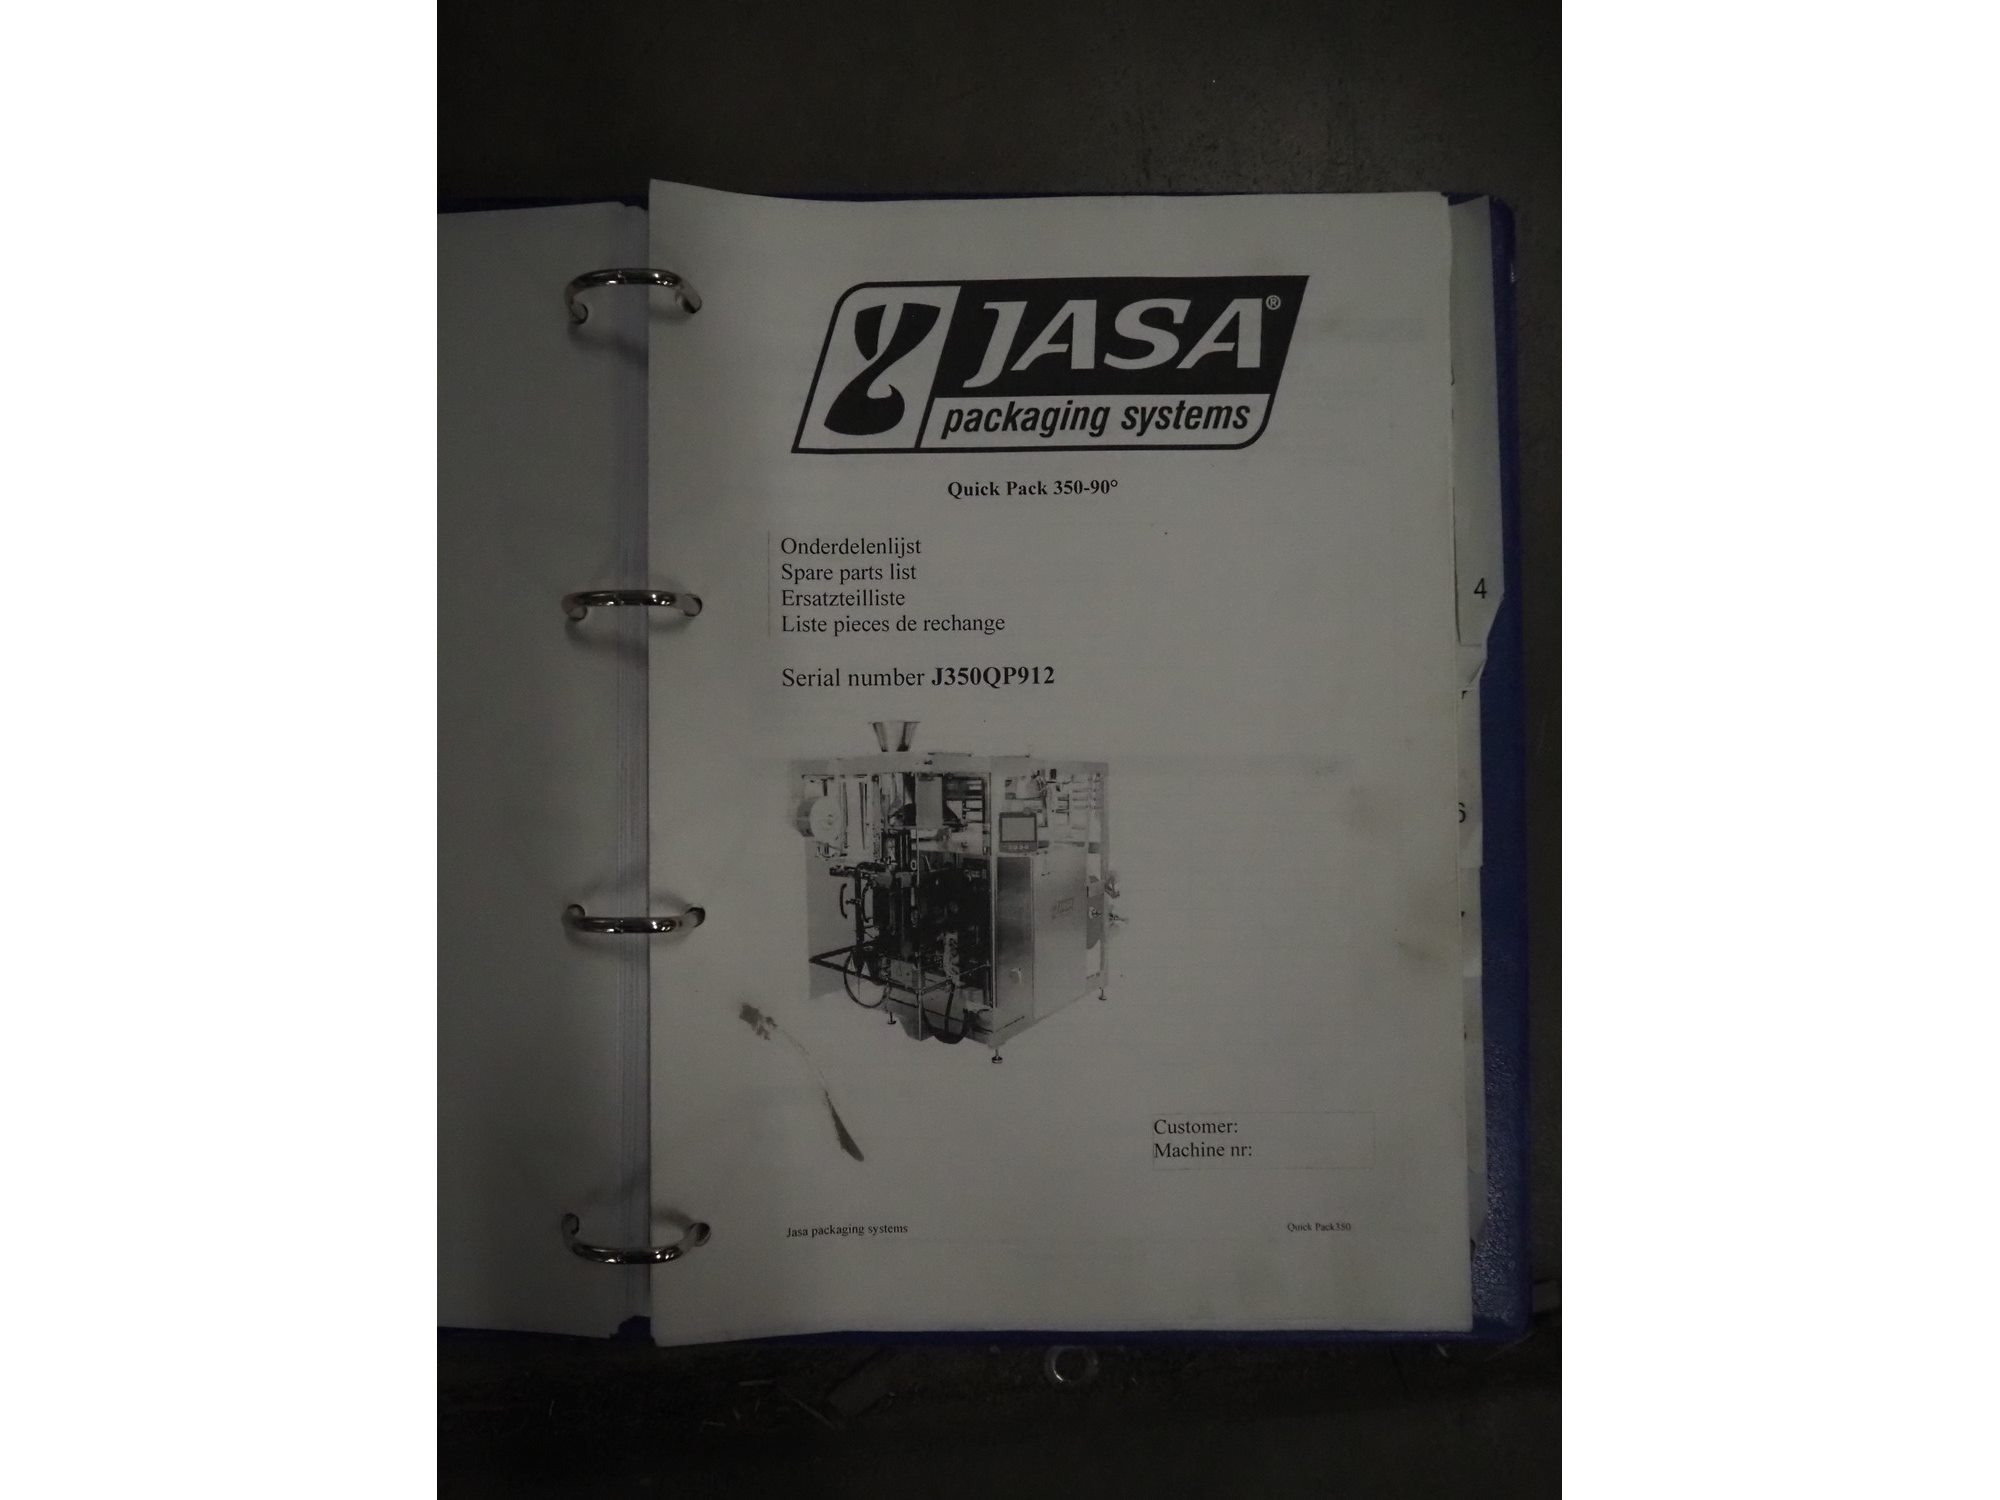 JASA®
packaging systems
Quick Pack 350-90°
Onderdelenlijst
Spare parts list
Ersatzteilliste
Liste pieces de rechange
Serial number J350QP912
4
6
Customer:
Machine nr:
Jasa packaging systems
Quick Pack350